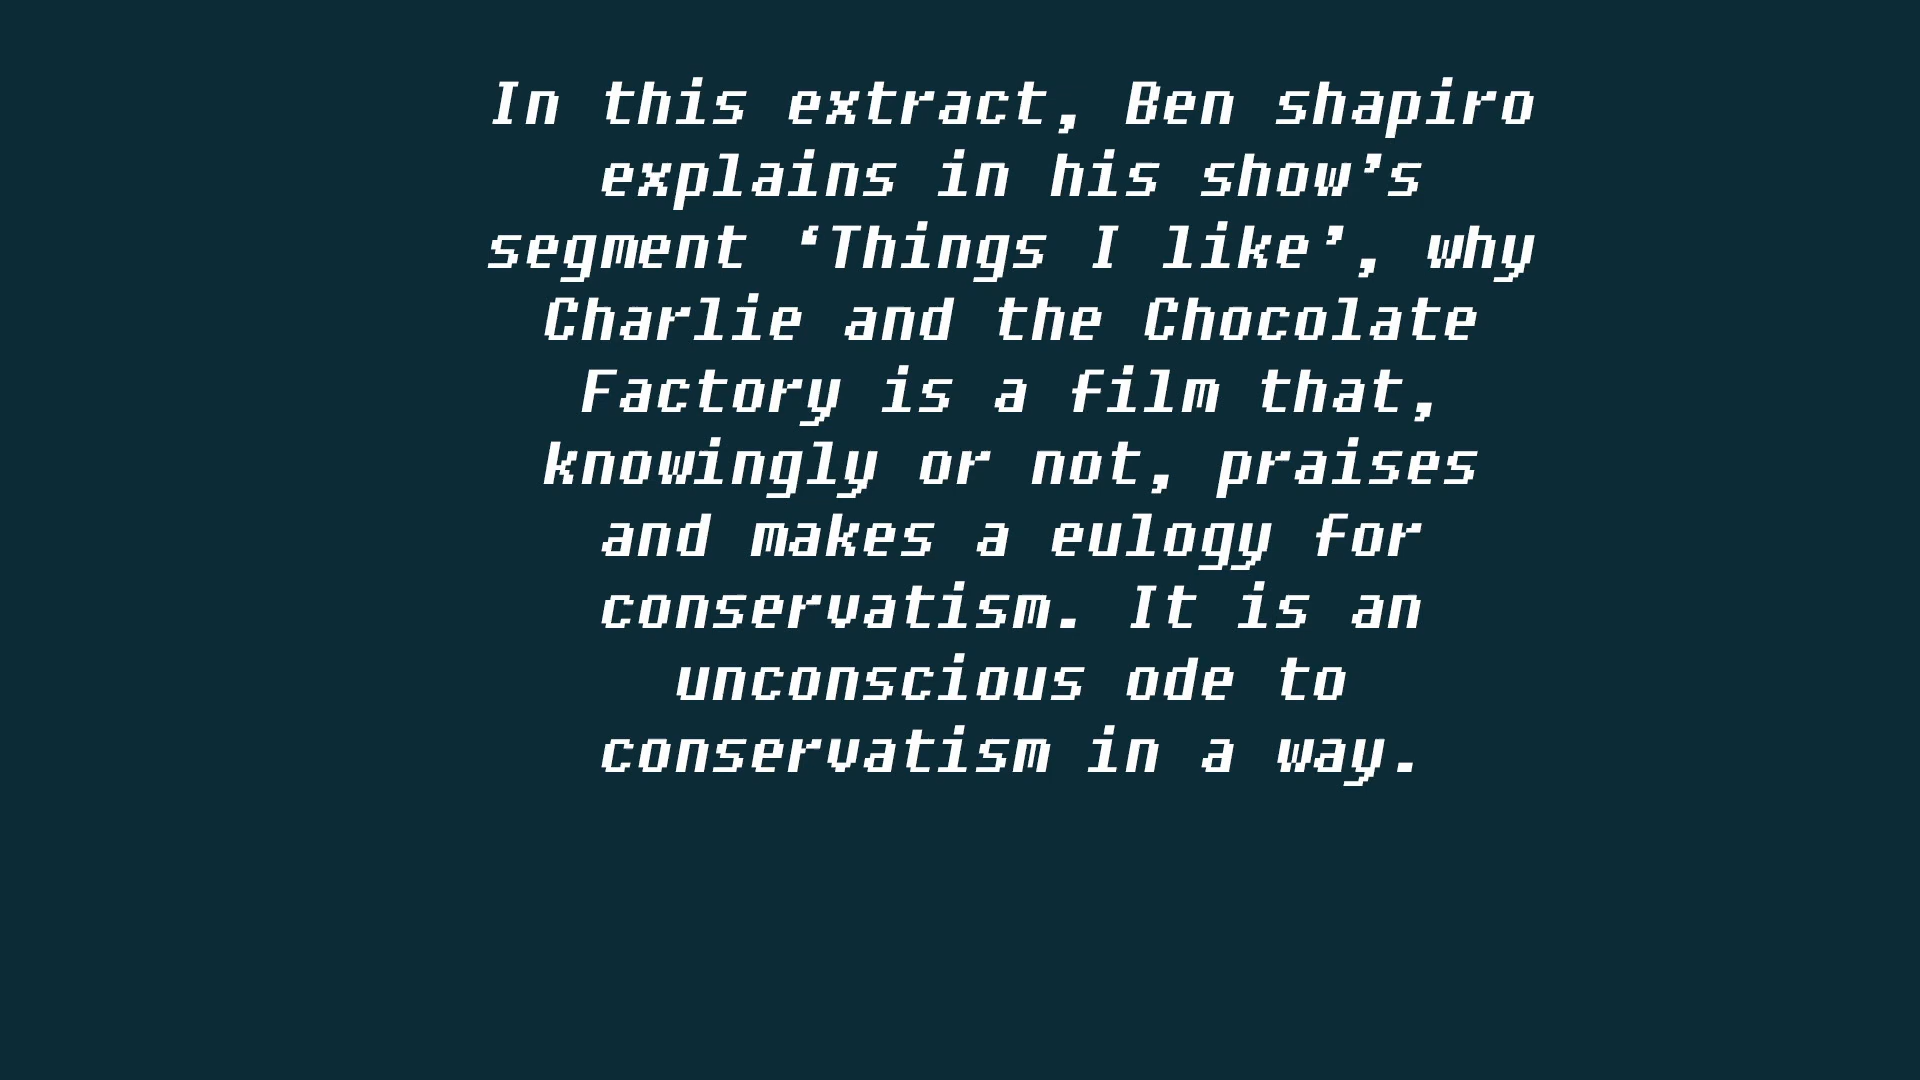 In this extract, Ben shapiro
explains in his show’s
segment ‘Things I like’, why
Charlie and the Chocolate
Factory is a film that,
knowingly or not, praises
and makes a eulogy for
conservatism. It is an
unconscious ode to
conservatism in a way.